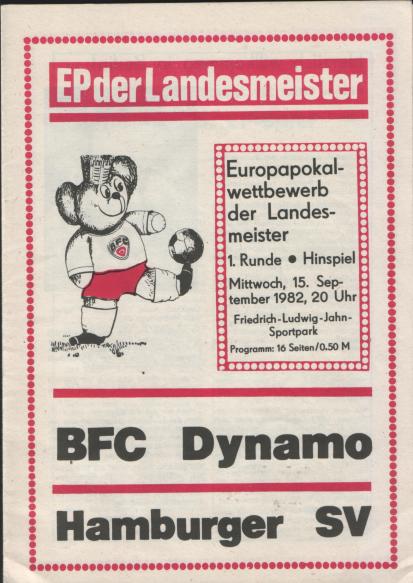 EP der Landesmeister
BFC
Europapokal-
wettbewerb
der Landes-
meister
1. Runde ● Hinspiel
Mittwoch, 15. Sep-
tember 1982, 20 Uhr
Friedrich-Ludwig-Jahn-
Sportpark
Programm: 16 Seiten/0.50 M
BFC Dynamo
Hamburger SV